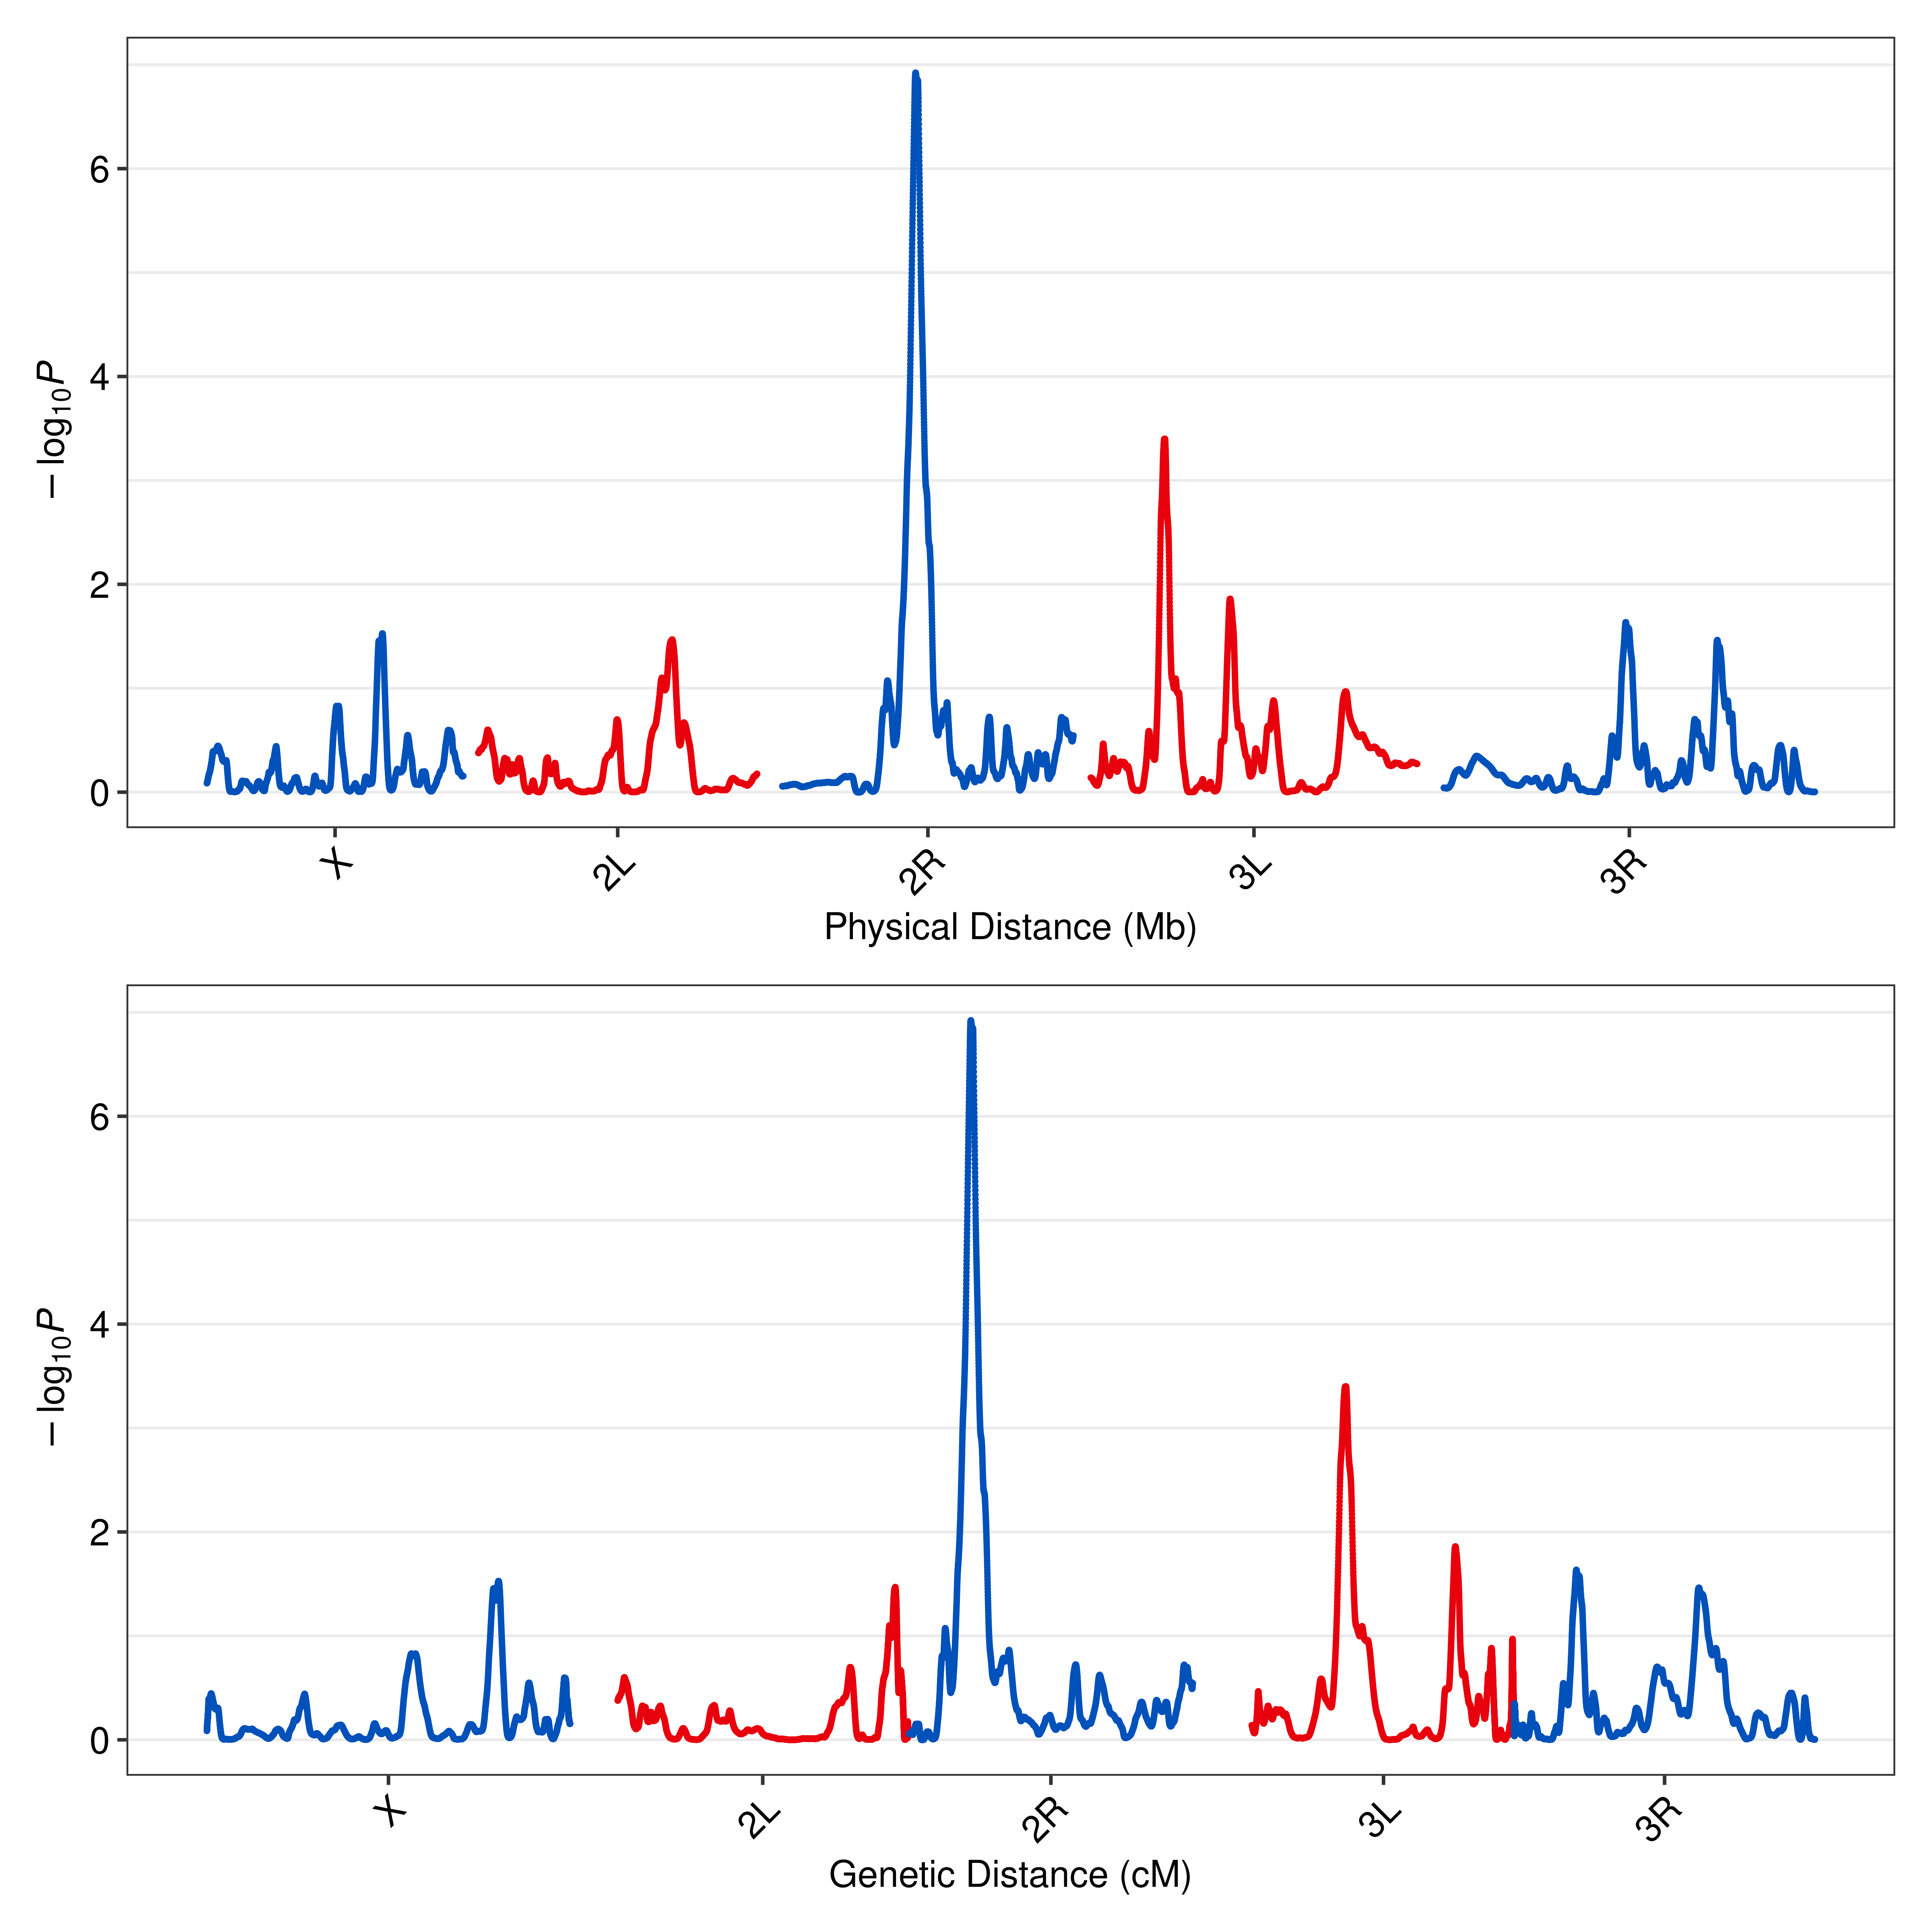 − log10P
6
4
2
0
X
2L
2R
3L
3R
Physical Distance (Mb)
− log10P
6
4
2
0
X
2L
2R
3L
3R
Genetic Distance (cM)